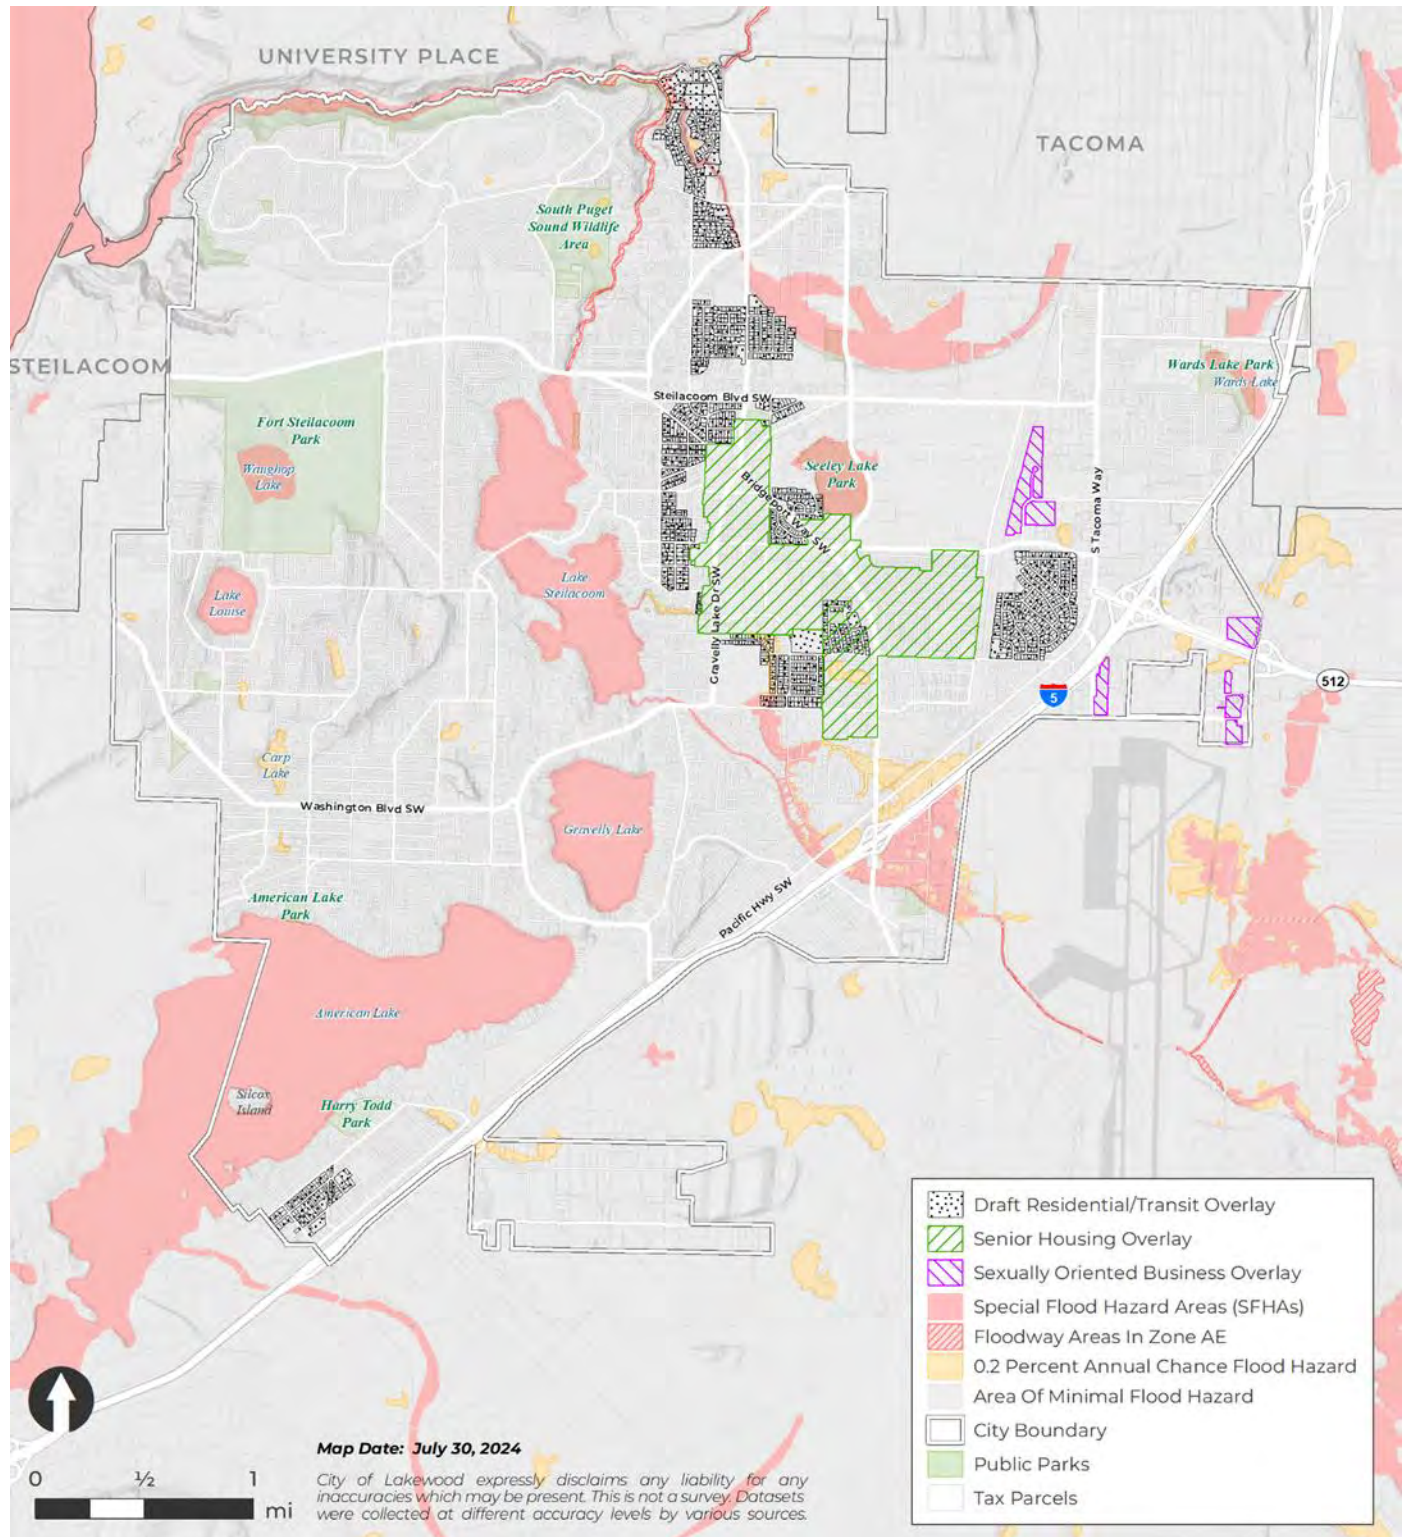 UNIVERSITY PLACE
TACOMA
South Puget
Sound Wildlife
Area
STEILACOOM
Wards Lake Park
Wards Lake
Steilacoom Blvd SW
Fort Steilacoom
Park
Waughop
Lake
Seeley Lake
Park
Bridgeport Way SW
S Tacoma Way
Lake
Louise
Lake
Steilacoom
Gravelly Lake Dr SW
512
5
Carp
Lake
Washington Blvd SW
Gravelly Lake
American Lake
Park
Pacific Hwy SW
American Lake
Silcox
Island
Harry Todd
Park
Draft Residential/Transit Overlay
Senior Housing Overlay
Sexually Oriented Business Overlay
Special Flood Hazard Areas (SFHAs)
Floodway Areas In Zone AE
0.2 Percent Annual Chance Flood Hazard
Area Of Minimal Flood Hazard
City Boundary
Public Parks
Tax Parcels
Map Date: July 30, 2024
0 ½ 1
mi
City of Lakewood expressly disclaims any liability for any
inaccuracies which may be present. This is not a survey. Datasets
were collected at different accuracy levels by various sources.